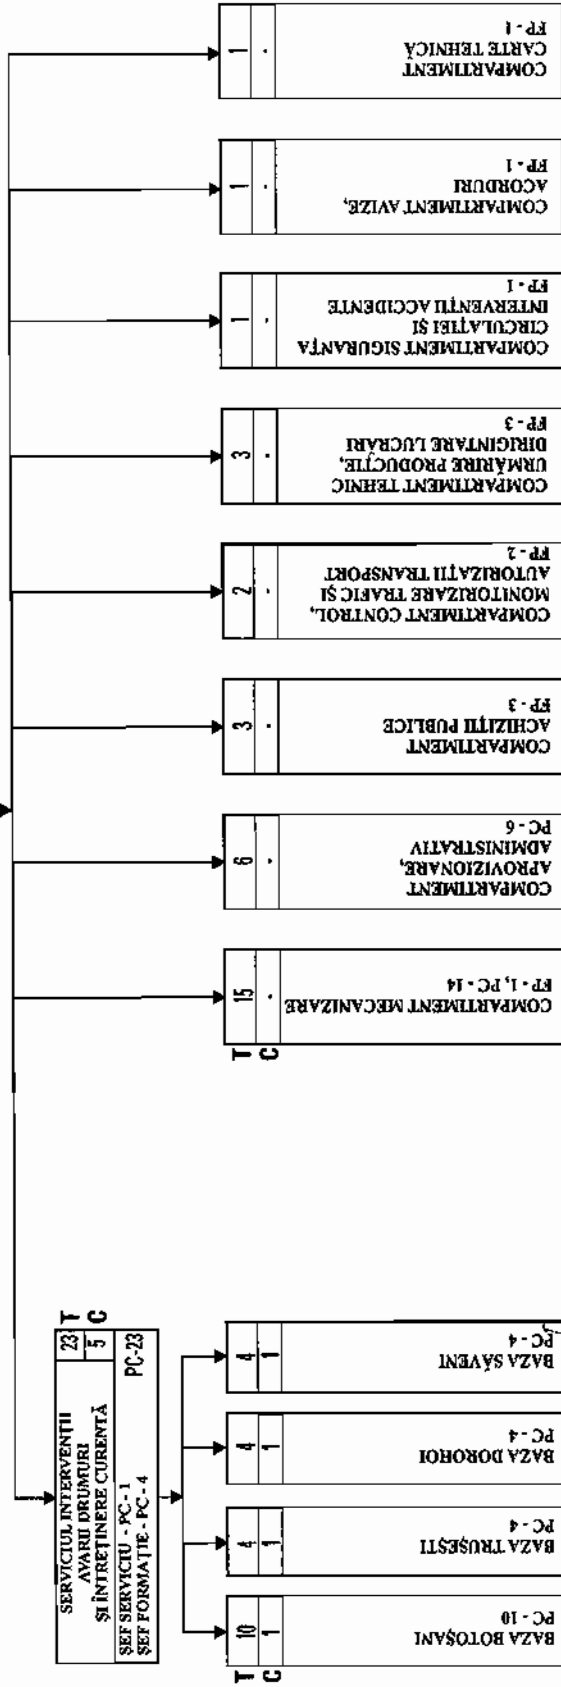 SERVICIUL INTERVENȚII
AVARII DRUMURI
ȘI ÎNTREȚINERE CURENTĂ
23 T
5 C
ȘEF SERVICIU - PC - 1
ȘEF FORMAȚIE - PC - 4
PC-23
T 10
C 1
BAZA BOTOȘANI
PC - 10
4
1
BAZA TRUȘEȘTI
PC - 4
4
1
BAZA DOROHOI
PC - 4
4
1
BAZA SĂVENI
PC - 4
T 15
C -
COMPARTIMENT MECANIZARE
FP - 1, PC - 14
6
-
COMPARTIMENT
APROVIZIONARE,
ADMINISTRATIV
PC - 6
3
-
COMPARTIMENT
ACHIZIȚII PUBLICE
FP - 3
2
-
COMPARTIMENT CONTROL,
MONITORIZARE TRAFIC ȘI
AUTORIZAȚII TRANSPORT
FP - 2
3
-
COMPARTIMENT TEHNIC
URMĂRIRE PRODUCȚIE,
DIRIGINTARE LUCRĂRI
FP - 3
1
-
COMPARTIMENT SIGURANȚA
CIRCULAȚIEI ȘI
INTERVENȚII ACCIDENTE
FP - 1
1
-
COMPARTIMENT AVIZE,
ACORDURI
FP - 1
1
-
COMPARTIMENT
CARTE TEHNICĂ
FP - 1